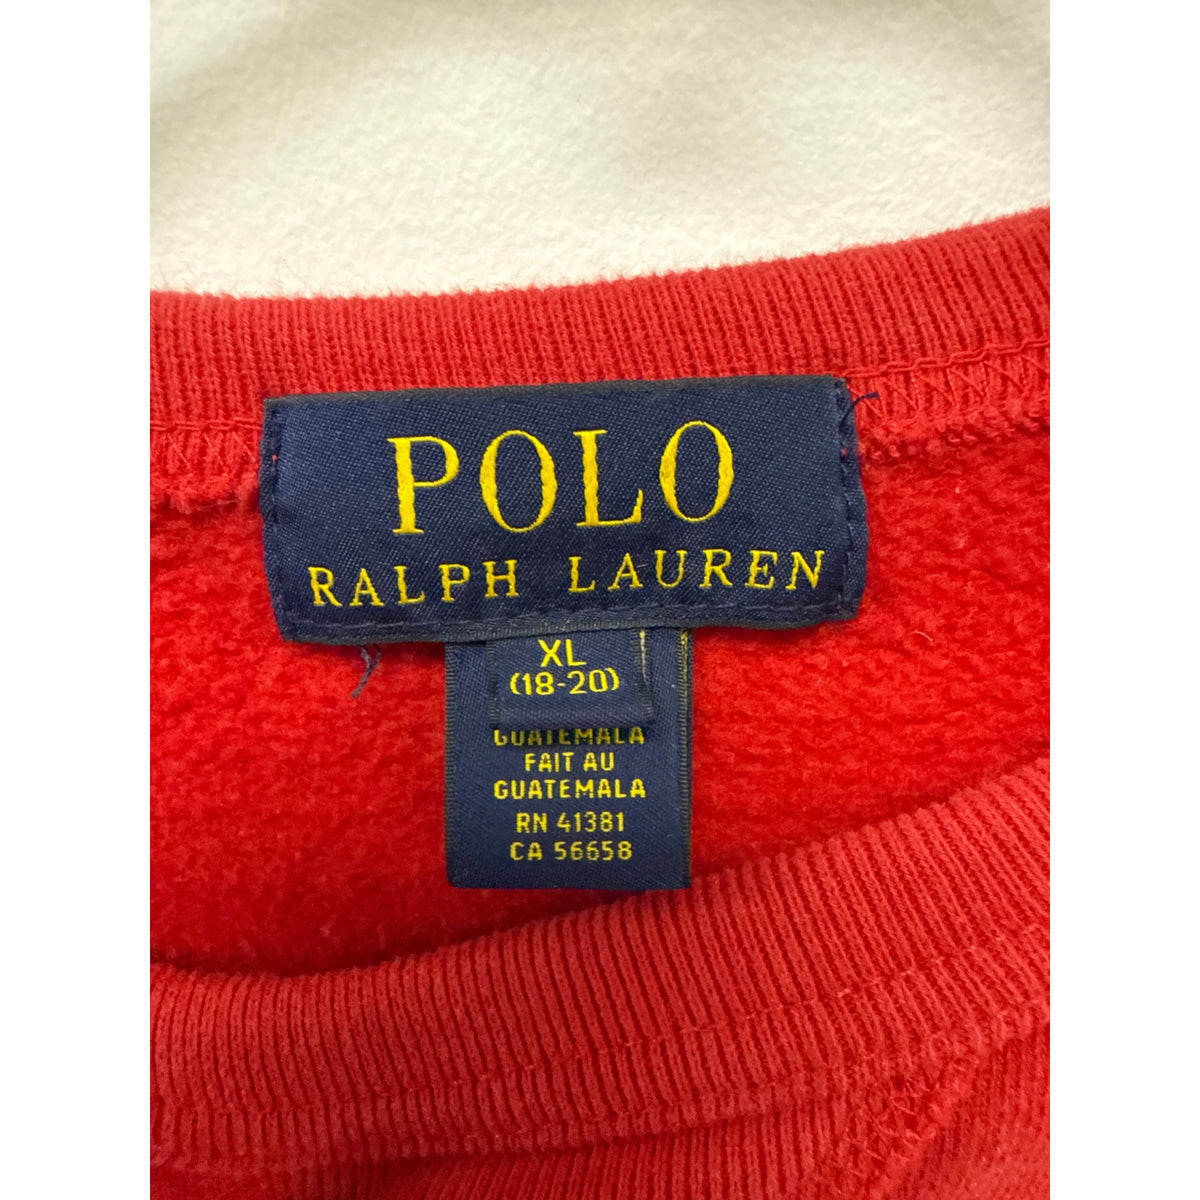 POLO
RALPH LAUREN
XL
(18-20)
GUATEMALA
FAIT AU
GUATEMALA
RN 41381
CA 56658